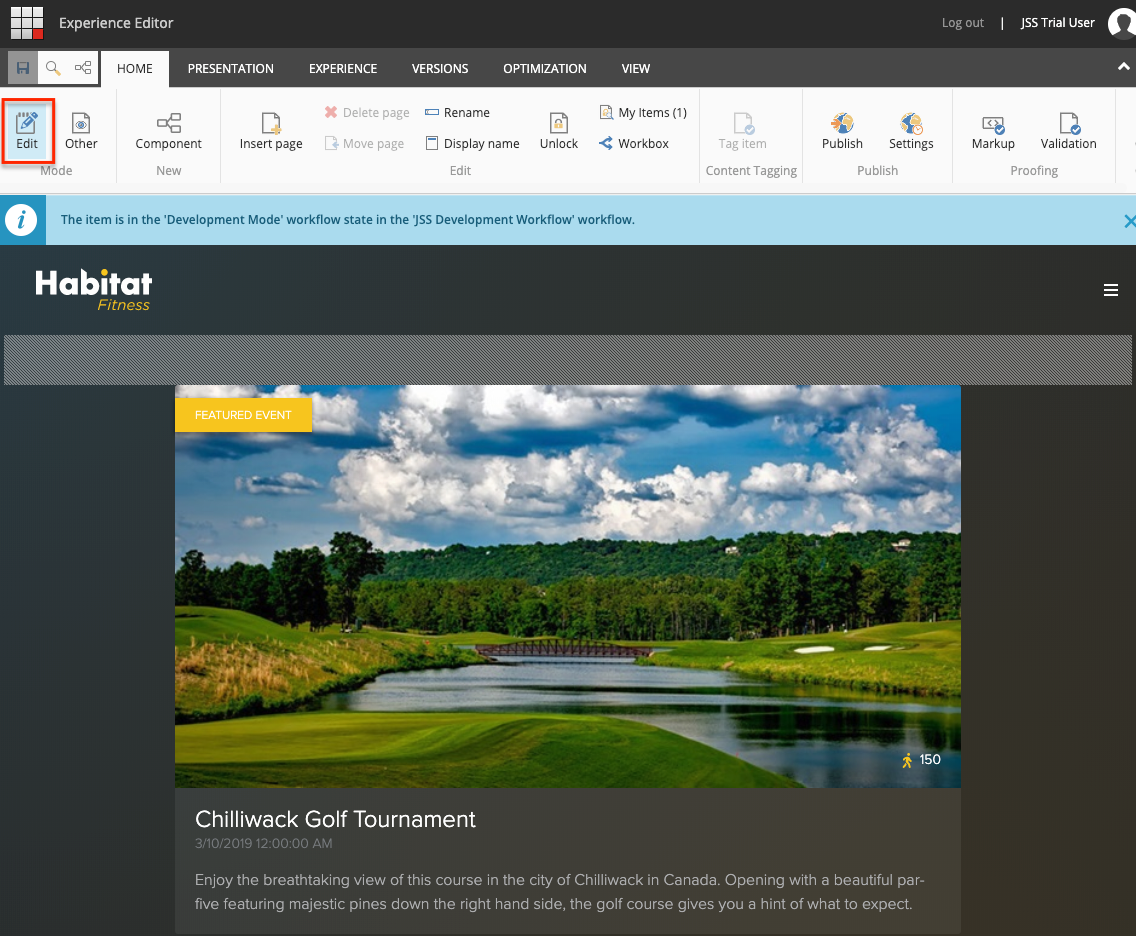 Experience Editor
Log out | JSS Trial User
HOME PRESENTATION EXPERIENCE VERSIONS OPTIMIZATION VIEW
Delete page Rename My Items (1)
Edit Other Component Insert page Move page Display name Unlock Workbox Tag item Publish Settings Markup Validation
Mode New Edit Content Tagging Publish Proofing
i The item is in the 'Development Mode' workflow state in the 'JSS Development Workflow' workflow.
Habitat
Fitness
FEATURED EVENT
150
Chilliwack Golf Tournament
3/10/2019 12:00:00 AM
Enjoy the breathtaking view of this course in the city of Chilliwack in Canada. Opening with a beautiful par-
five featuring majestic pines down the right hand side, the golf course gives you a hint of what to expect.